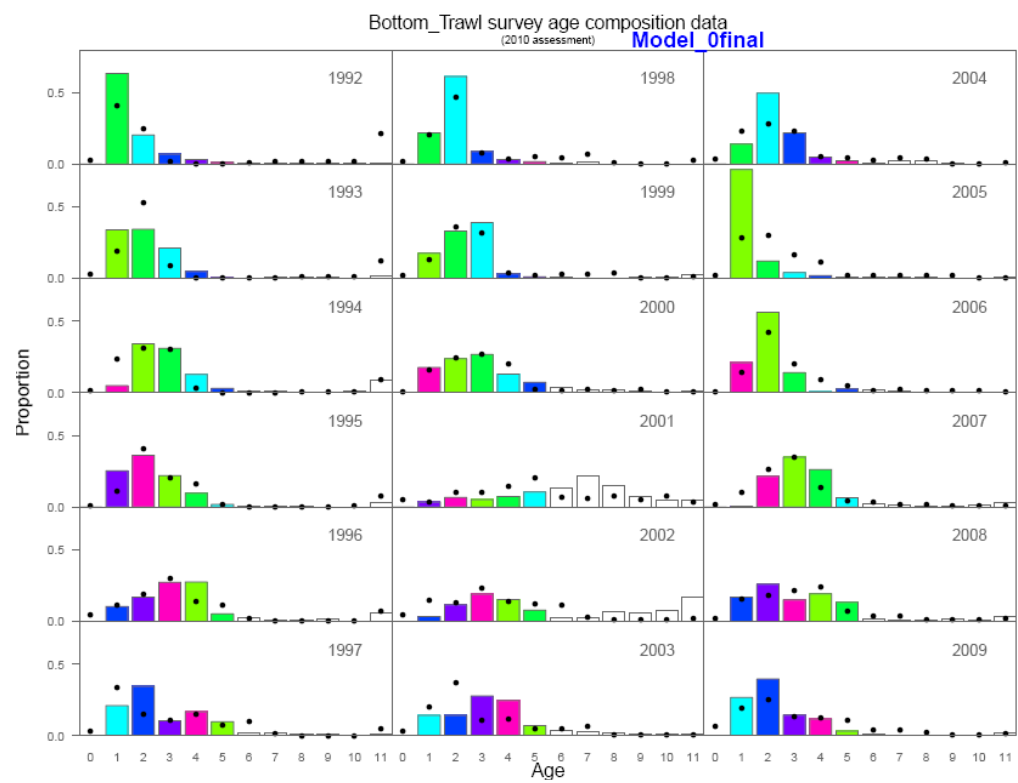 Bottom_Trawl survey age composition data
(2010 assessment) Model_0final
1992 1998 2004
0.5
0.0
1993 1999 2005
0.5
0.0
1994 2000 2006
0.5
0.0
Proportion
1995 2001 2007
0.5
0.0
1996 2002 2008
0.5
0.0
1997 2003 2009
0.5
0.0
0 1 2 3 4 5 6 7 8 9 10 11 0 1 2 3 4 5 6 7 8 9 10 11 0 1 2 3 4 5 6 7 8 9 10 11
Age